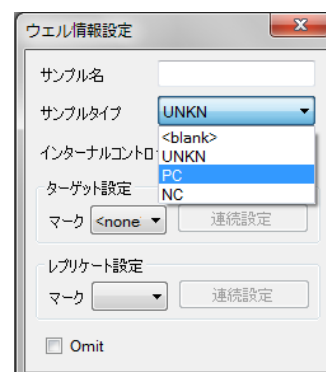 ウェル情報設定
サンプル名
サンプルタイプ UNKN
<blank>
インターナルコントロ
UNKN
PC
NC
ターゲット設定
マーク <none 連続設定
レプリケート設定
マーク 連続設定
Omit